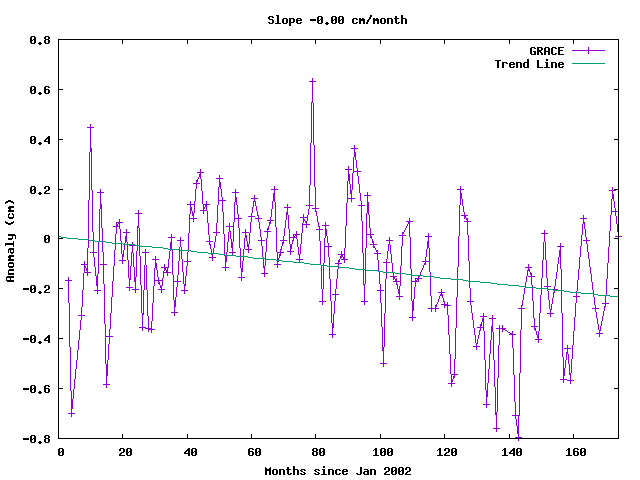 Slope -0.00 cm/month
GRACE
Trend Line
0.8
0.6
0.4
0.2
0
-0.2
-0.4
-0.6
-0.8
Anomaly (cm)
0 20 40 60 80 100 120 140 160
Months since Jan 2002